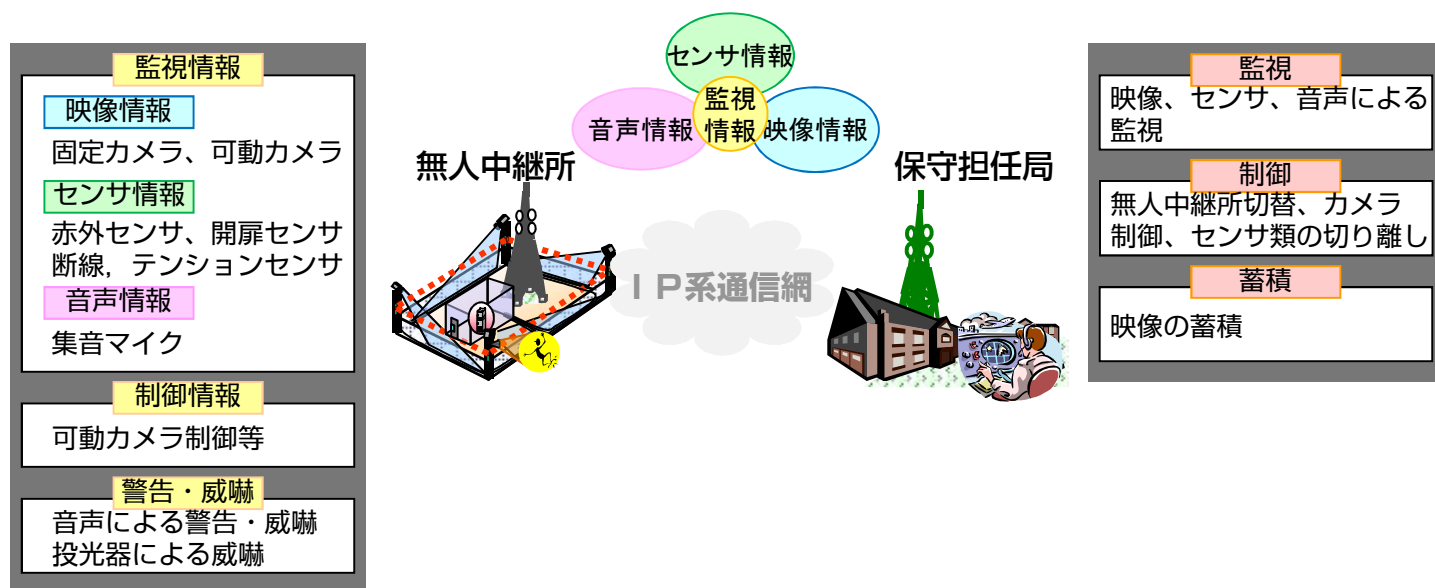 監視情報
映像情報
固定カメラ、可動カメラ
センサ情報
赤外センサ、開扉センサ
断線，テンションセンサ
音声情報
集音マイク
制御情報
可動カメラ制御等
警告・威嚇
音声による警告・威嚇
投光器による威嚇
センサ情報
音声情報
監視
情報
映像情報
無人中継所
保守担任局
ＩＰ系通信網
監視
映像、センサ、音声による
監視
制御
無人中継所切替、カメラ
制御、センサ類の切り離し
蓄積
映像の蓄積